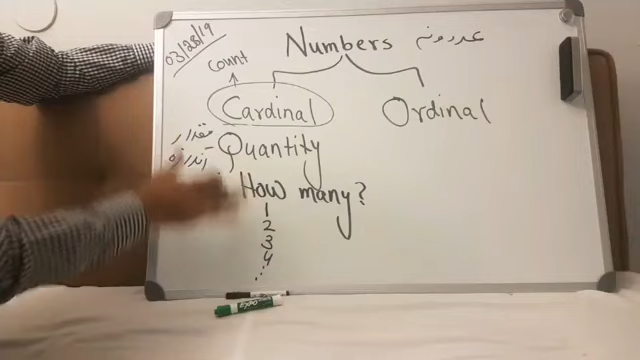 03/28/19
Numbers عددونه
Count
Cardinal Ordinal
مقدار Quantity
اندازه
How many?
1
2
3
4
...